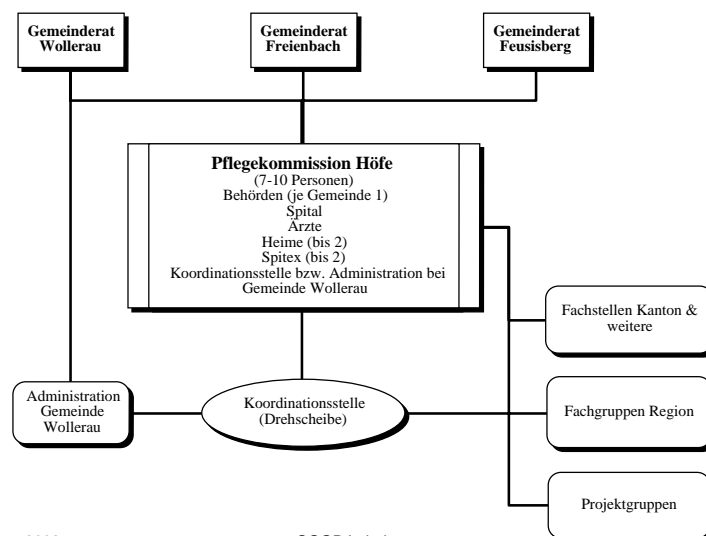 Gemeinderat
Wollerau
Gemeinderat
Freienbach
Gemeinderat
Feusisberg
Pflegekommission Höfe
(7-10 Personen)
Behörden (je Gemeinde 1)
Spital
Ärzte
Heime (bis 2)
Spitex (bis 2)
Koordinationsstelle bzw. Administration bei
Gemeinde Wollerau
Fachstellen Kanton &
weitere
Administration
Gemeinde
Wollerau
Koordinationsstelle
(Drehscheibe)
Fachgruppen Region
Projektgruppen